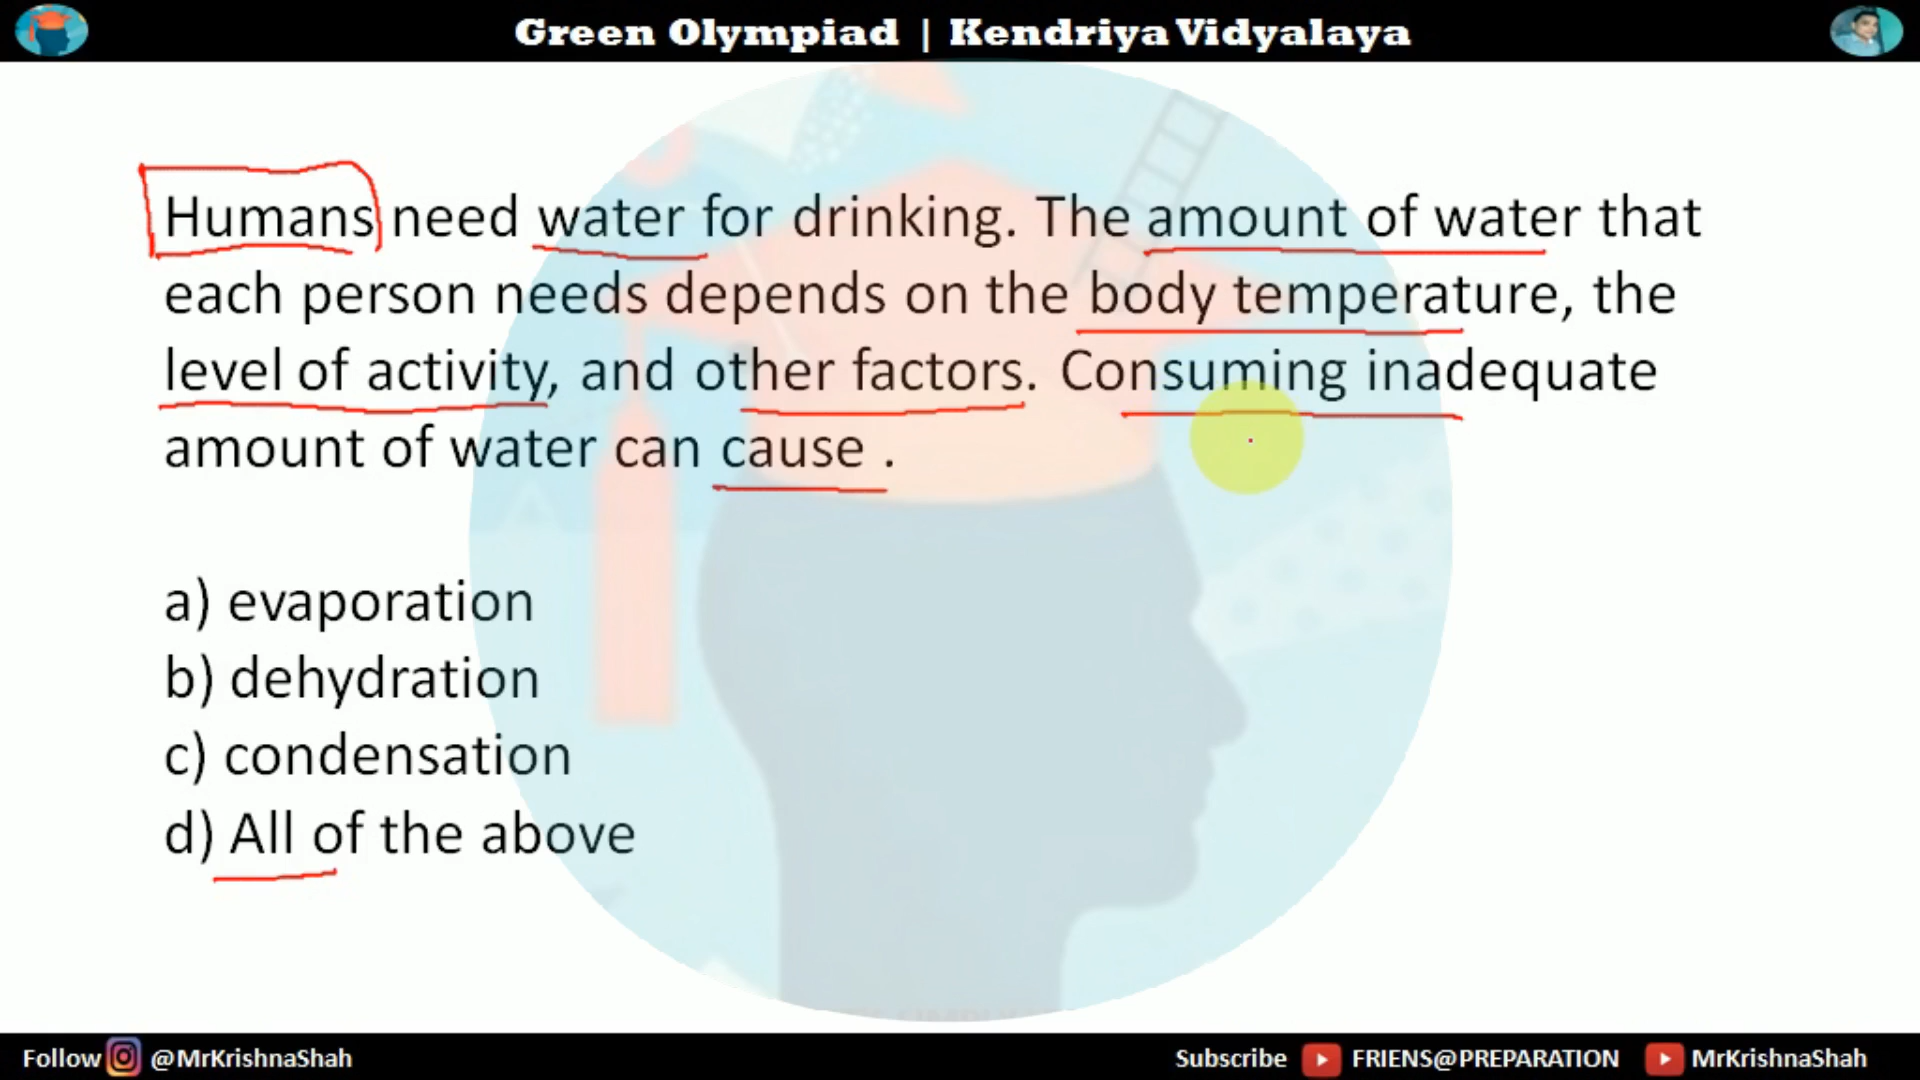 Green Olympiad | Kendriya Vidyalaya
Humans need water for drinking. The amount of water that
each person needs depends on the body temperature, the
level of activity, and other factors. Consuming inadequate
amount of water can cause .
a) evaporation
b) dehydration
c) condensation
d) All of the above
Follow @MrKrishnaShah
Subscribe FRIENS@PREPARATION MrKrishnaShah